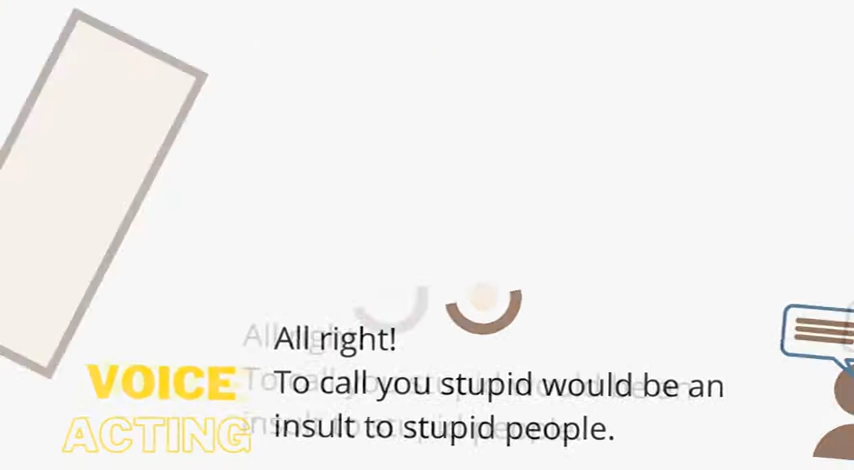 All right!
To call you stupid would be an
insult to stupid people.
VOICE
ACTING